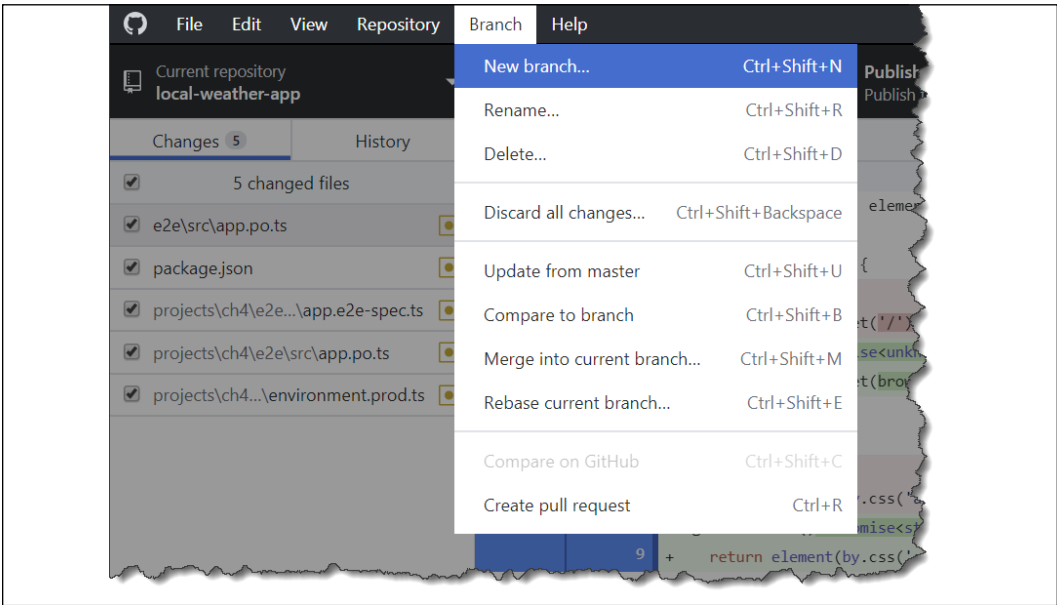 File Edit View Repository Branch Help
Current repository
local-weather-app
Changes 5 History
5 changed files
e2e\src\app.po.ts
package.json
projects\ch4\e2e...\app.e2e-spec.ts
projects\ch4\e2e\src\app.po.ts
projects\ch4...\environment.prod.ts
New branch... Ctrl+Shift+N
Rename... Ctrl+Shift+R
Delete... Ctrl+Shift+D
Discard all changes... Ctrl+Shift+Backspace
Update from master Ctrl+Shift+U
Compare to branch Ctrl+Shift+B
Merge into current branch... Ctrl+Shift+M
Rebase current branch... Ctrl+Shift+E
Compare on GitHub Ctrl+Shift+C
Create pull request Ctrl+R
Publish
Publish
{
('/')
.css('
9 + return element(by.css('